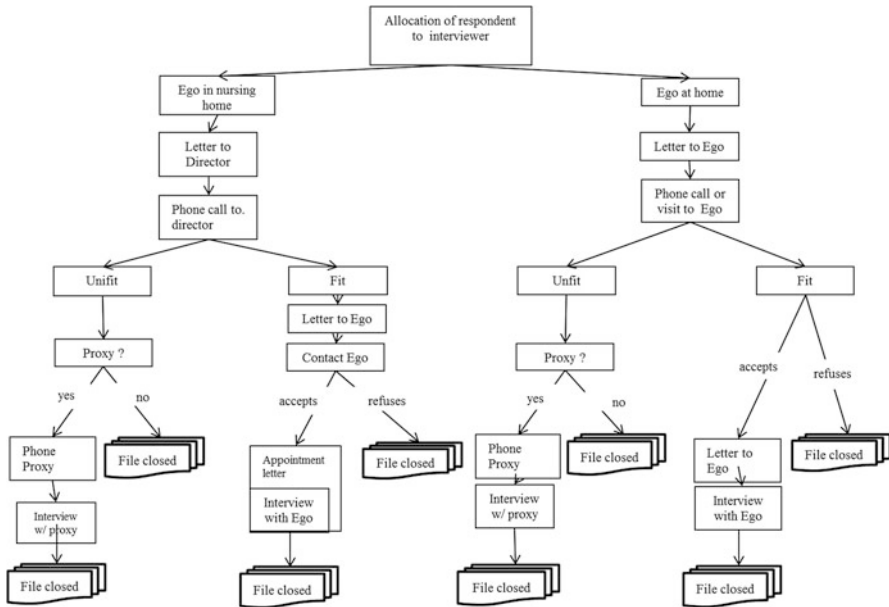 Allocation of respondent
to interviewer
Ego in nursing
home
Ego at home
Letter to
Director
Letter to Ego
Phone call to.
director
Phone call or
visit to Ego
Unifit
Fit
Unfit
Fit
Letter to Ego
Proxy ?
Contact Ego
Proxy ?
accepts
refuses
yes
no
accepts
refuses
yes
no
Phone
Proxy
File closed
Appointment
letter
File closed
Phone
Proxy
File closed
Letter to
Ego
File closed
Interview
w/ proxy
Interview
with Ego
Interview
w/ proxy
Interview
with Ego
File closed
File closed
File closed
File closed